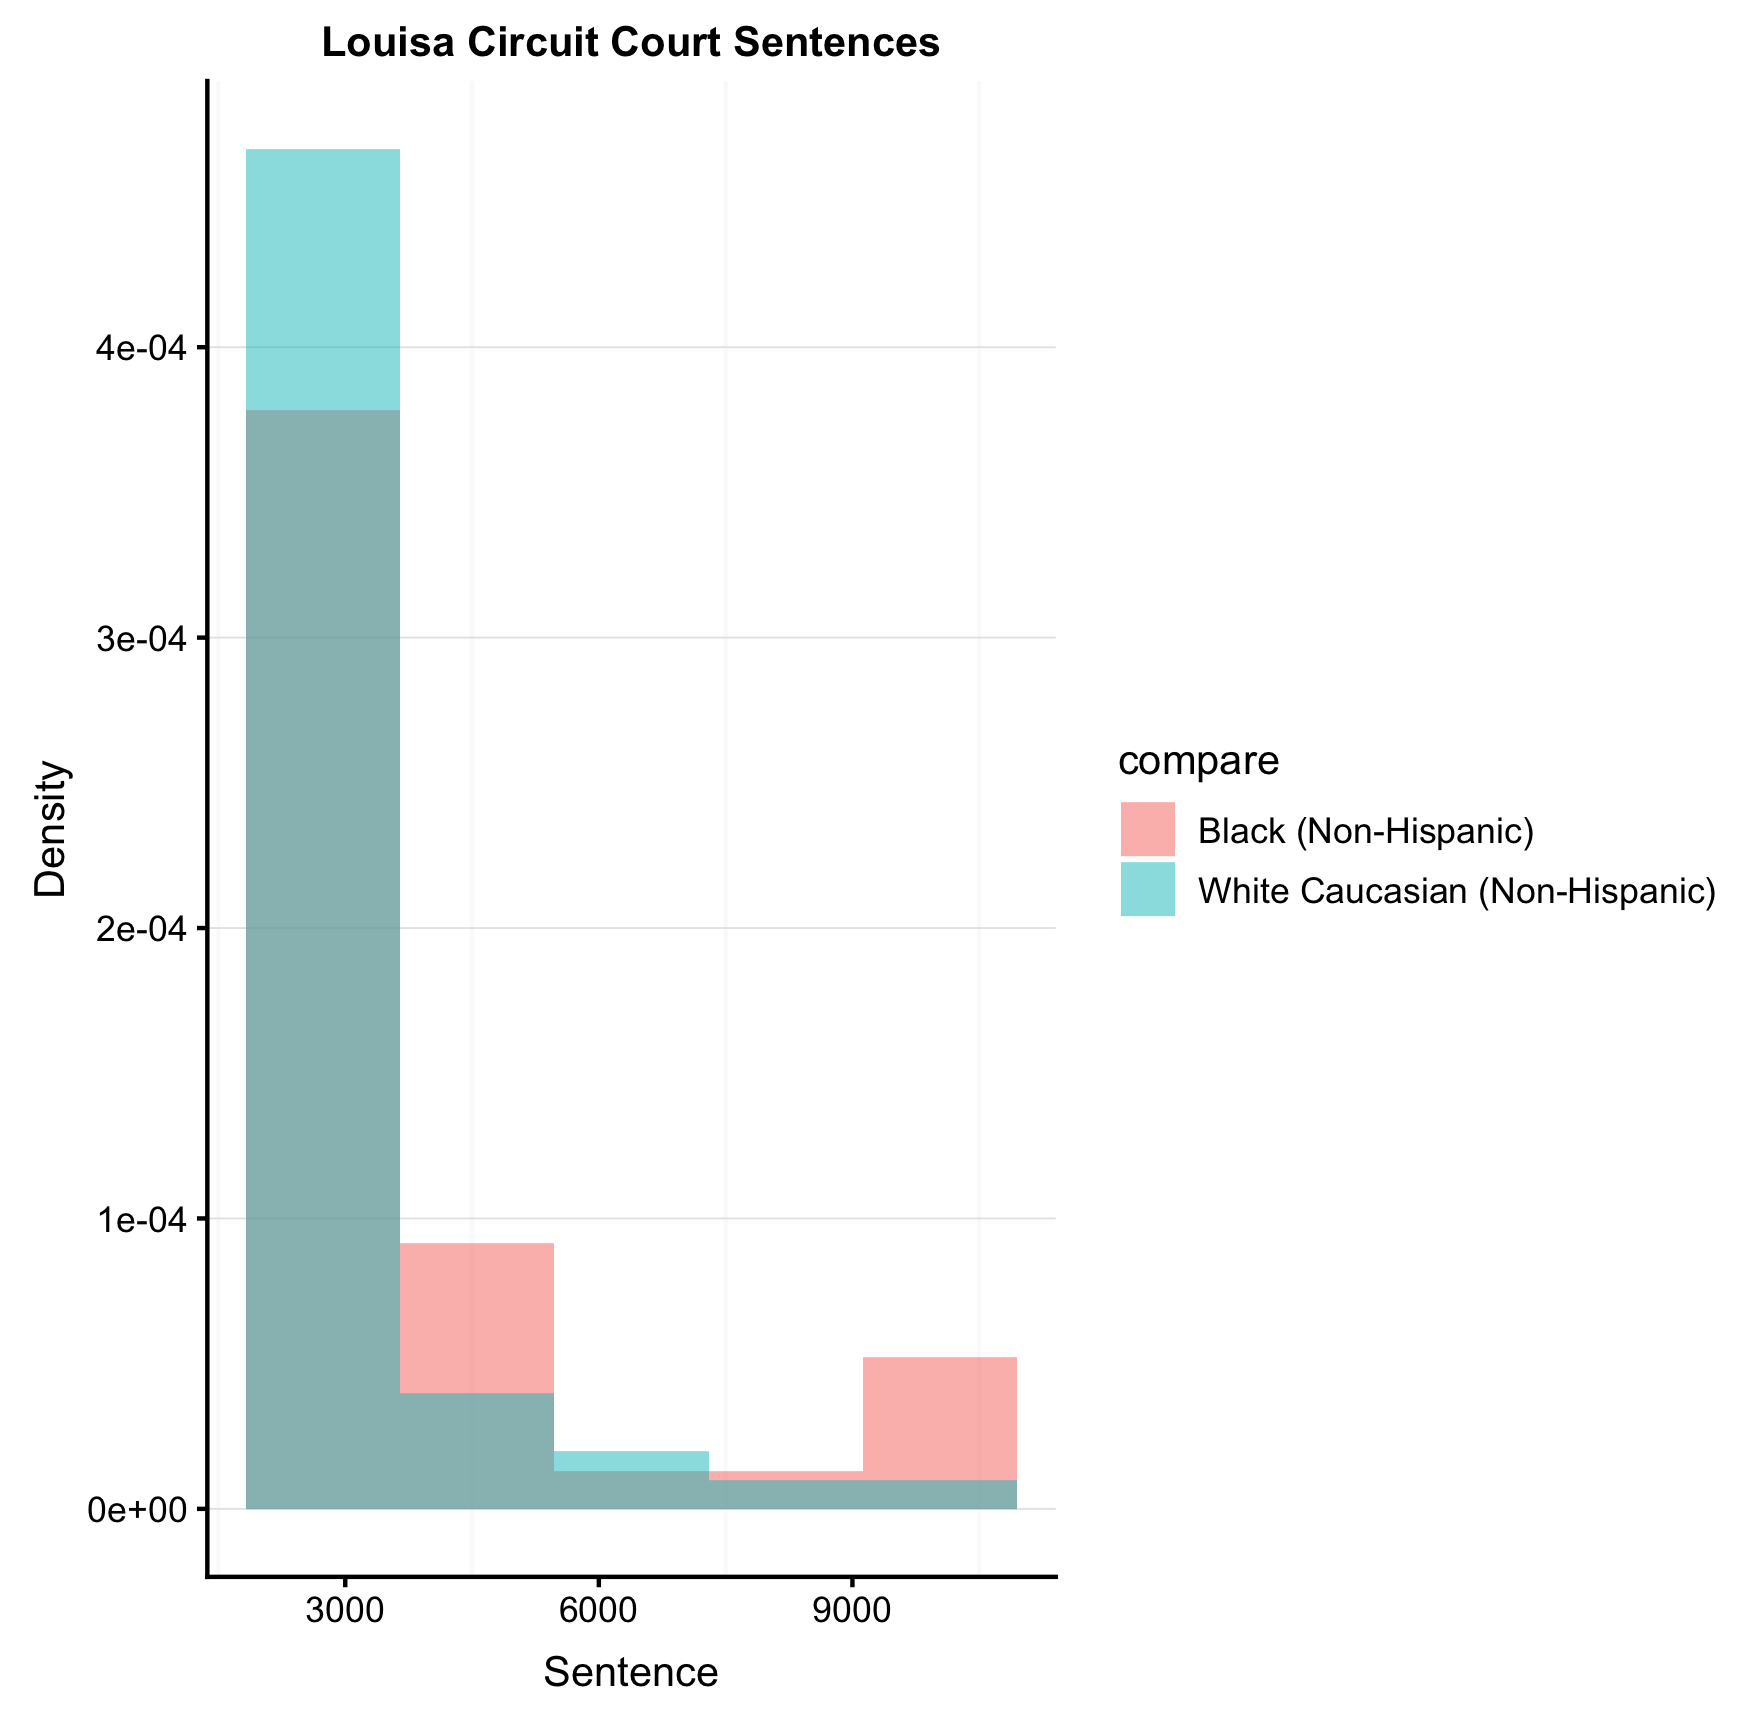 Louisa Circuit Court Sentences
Density
4e-04
3e-04
2e-04
1e-04
0e+00
3000 6000 9000
Sentence
compare
Black (Non-Hispanic)
White Caucasian (Non-Hispanic)